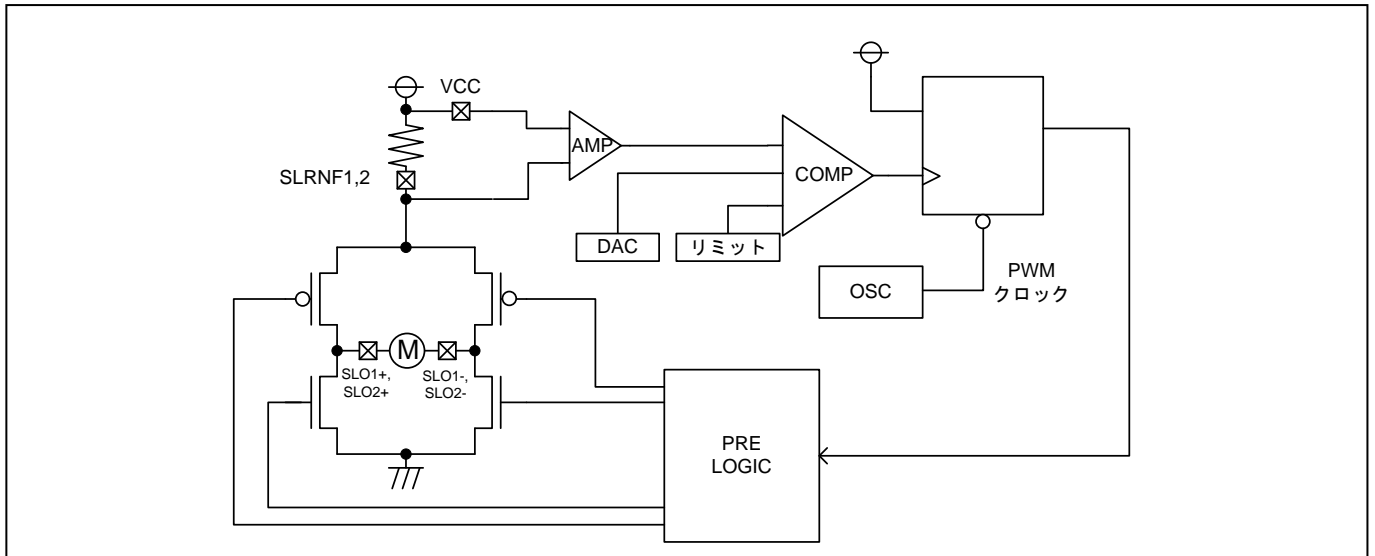 VCC
AMP
SLRNF1,2
COMP
DAC
リミット
OSC
PWM
クロック
M
SLO1+,
SLO2+
SLO1-,
SLO2-
PRE
LOGIC